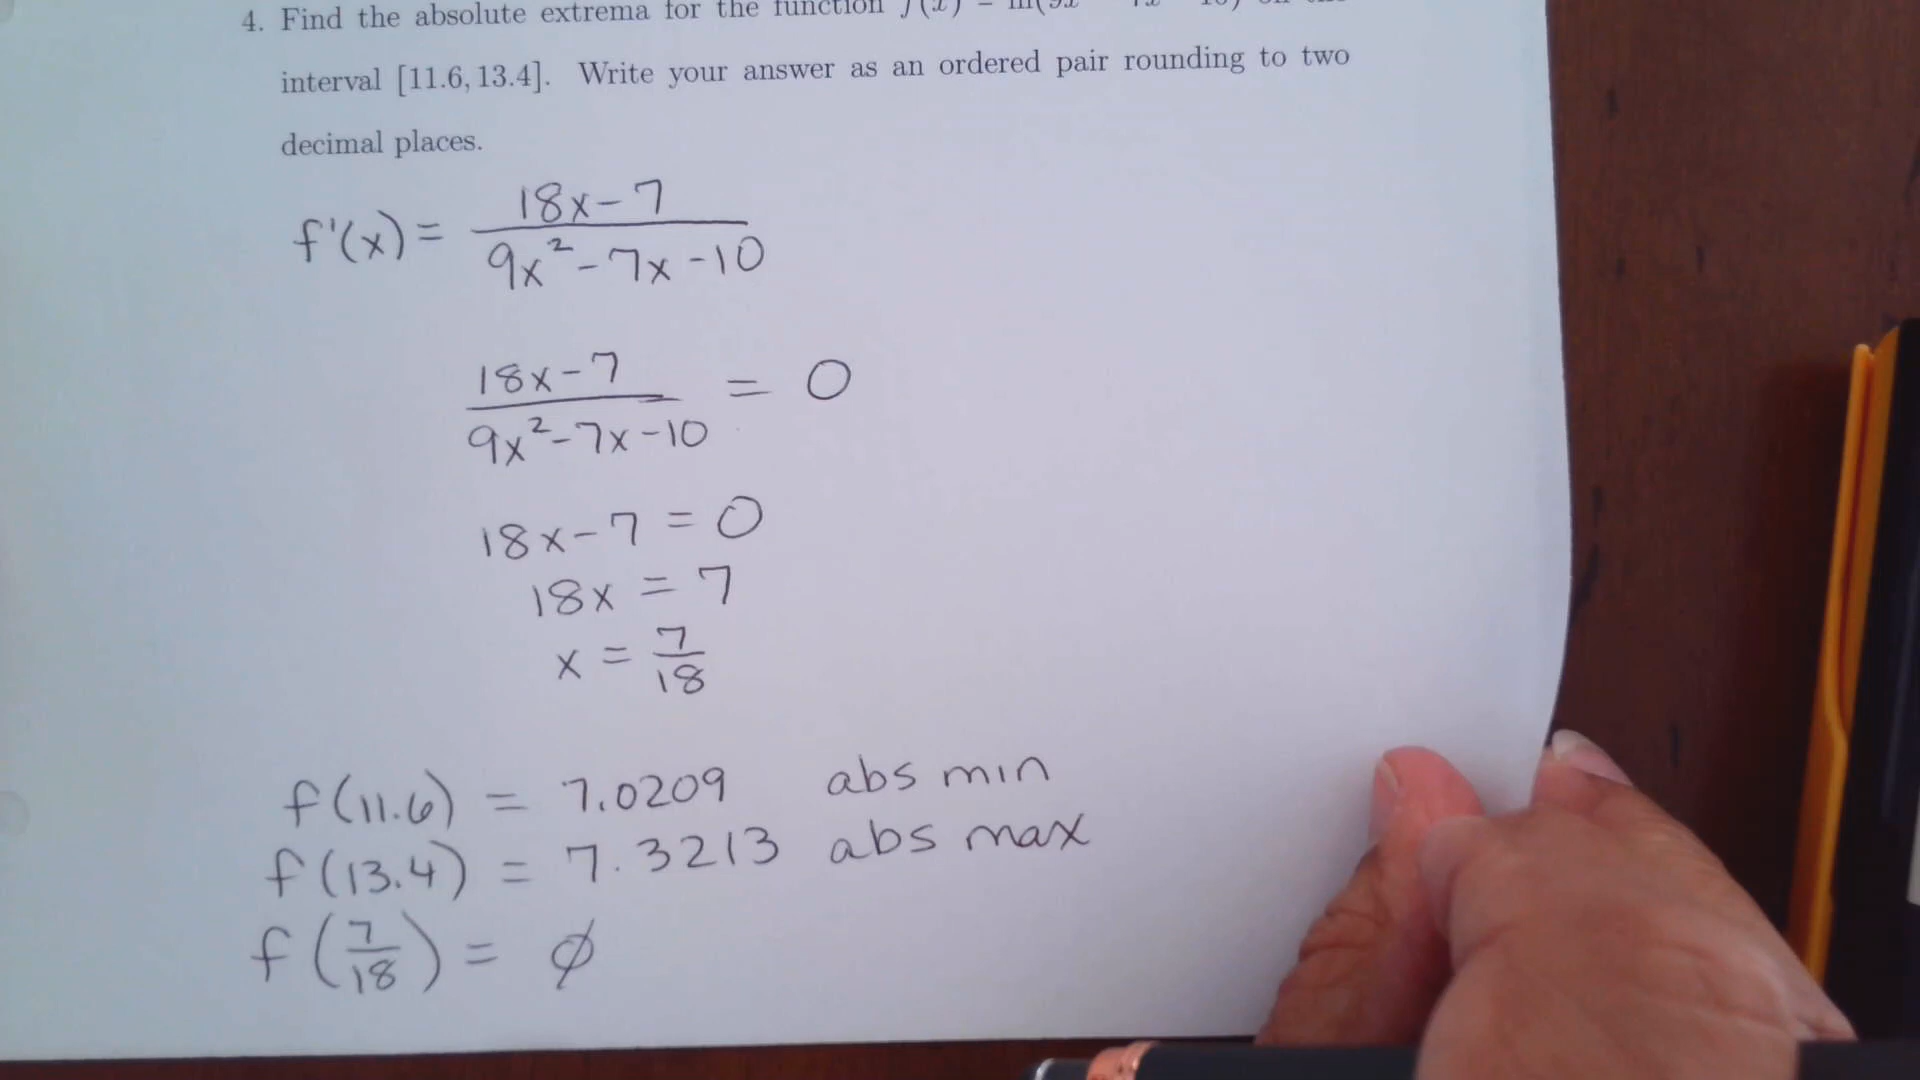 4. Find the absolute extrema for the function f(x) = ln(9x
interval [11.6, 13.4]. Write your answer as an ordered pair rounding to two
decimal places.
f'(x) = (18x - 7)/(9x² - 7x - 10)
(18x - 7)/(9x² - 7x - 10) = 0
18x - 7 = 0
18x = 7
x = 7/18
f(11.6) = 7.0209 abs min
f(13.4) = 7.3213 abs max
f(7/18) = ∅